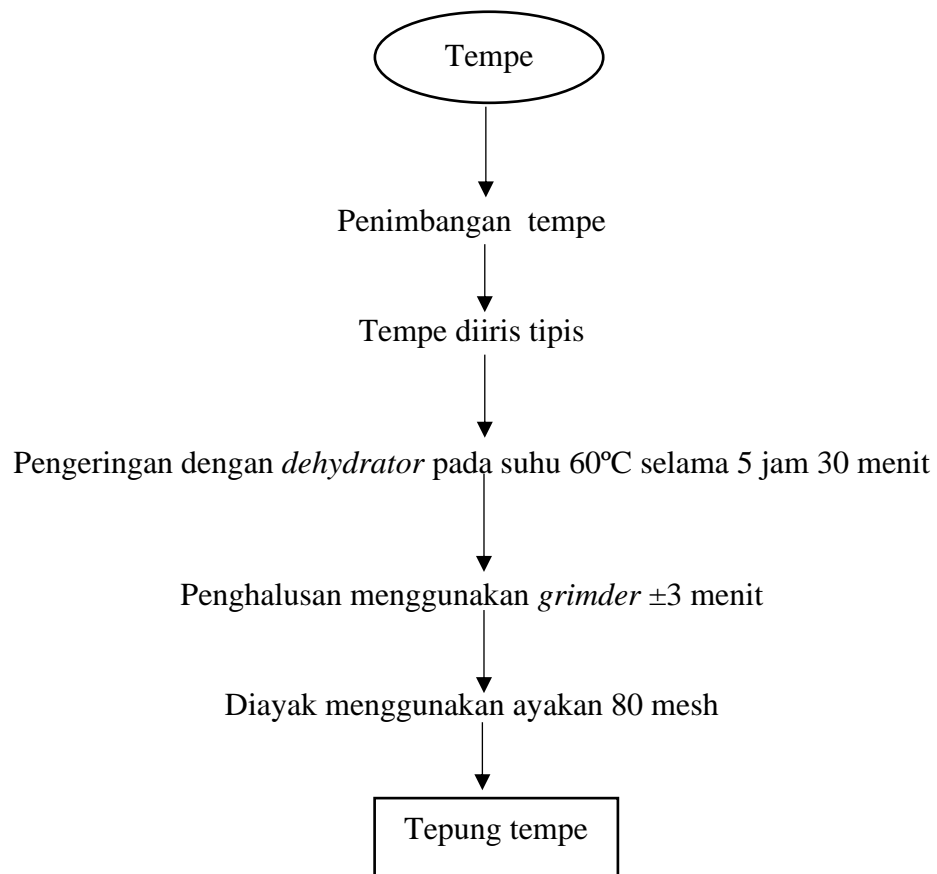 Tempe
Penimbangan tempe
Tempe diiris tipis
Pengeringan dengan dehydrator pada suhu 60ºC selama 5 jam 30 menit
Penghalusan menggunakan grimder ±3 menit
Diayak menggunakan ayakan 80 mesh
Tepung tempe